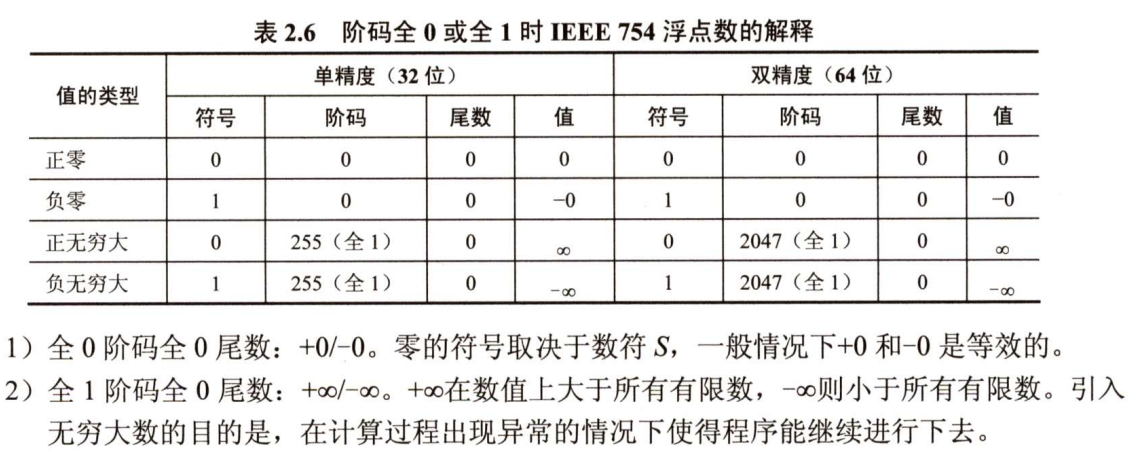 表 2.6 阶码全 0 或全 1 时 IEEE 754 浮点数的解释
值的类型 单精度（32 位） 双精度（64 位）
符号 阶码 尾数 值 符号 阶码 尾数 值
正零 0 0 0 0 0 0 0 0
负零 1 0 0 −0 1 0 0 −0
正无穷大 0 255（全 1） 0 ∞ 0 2047（全 1） 0 ∞
负无穷大 1 255（全 1） 0 −∞ 1 2047（全 1） 0 −∞
1）全 0 阶码全 0 尾数：+0/−0。零的符号取决于数符 S，一般情况下+0 和−0 是等效的。
2）全 1 阶码全 0 尾数：+∞/−∞。+∞在数值上大于所有有限数，−∞则小于所有有限数。引入
无穷大数的目的是，在计算过程出现异常的情况下使得程序能继续进行下去。